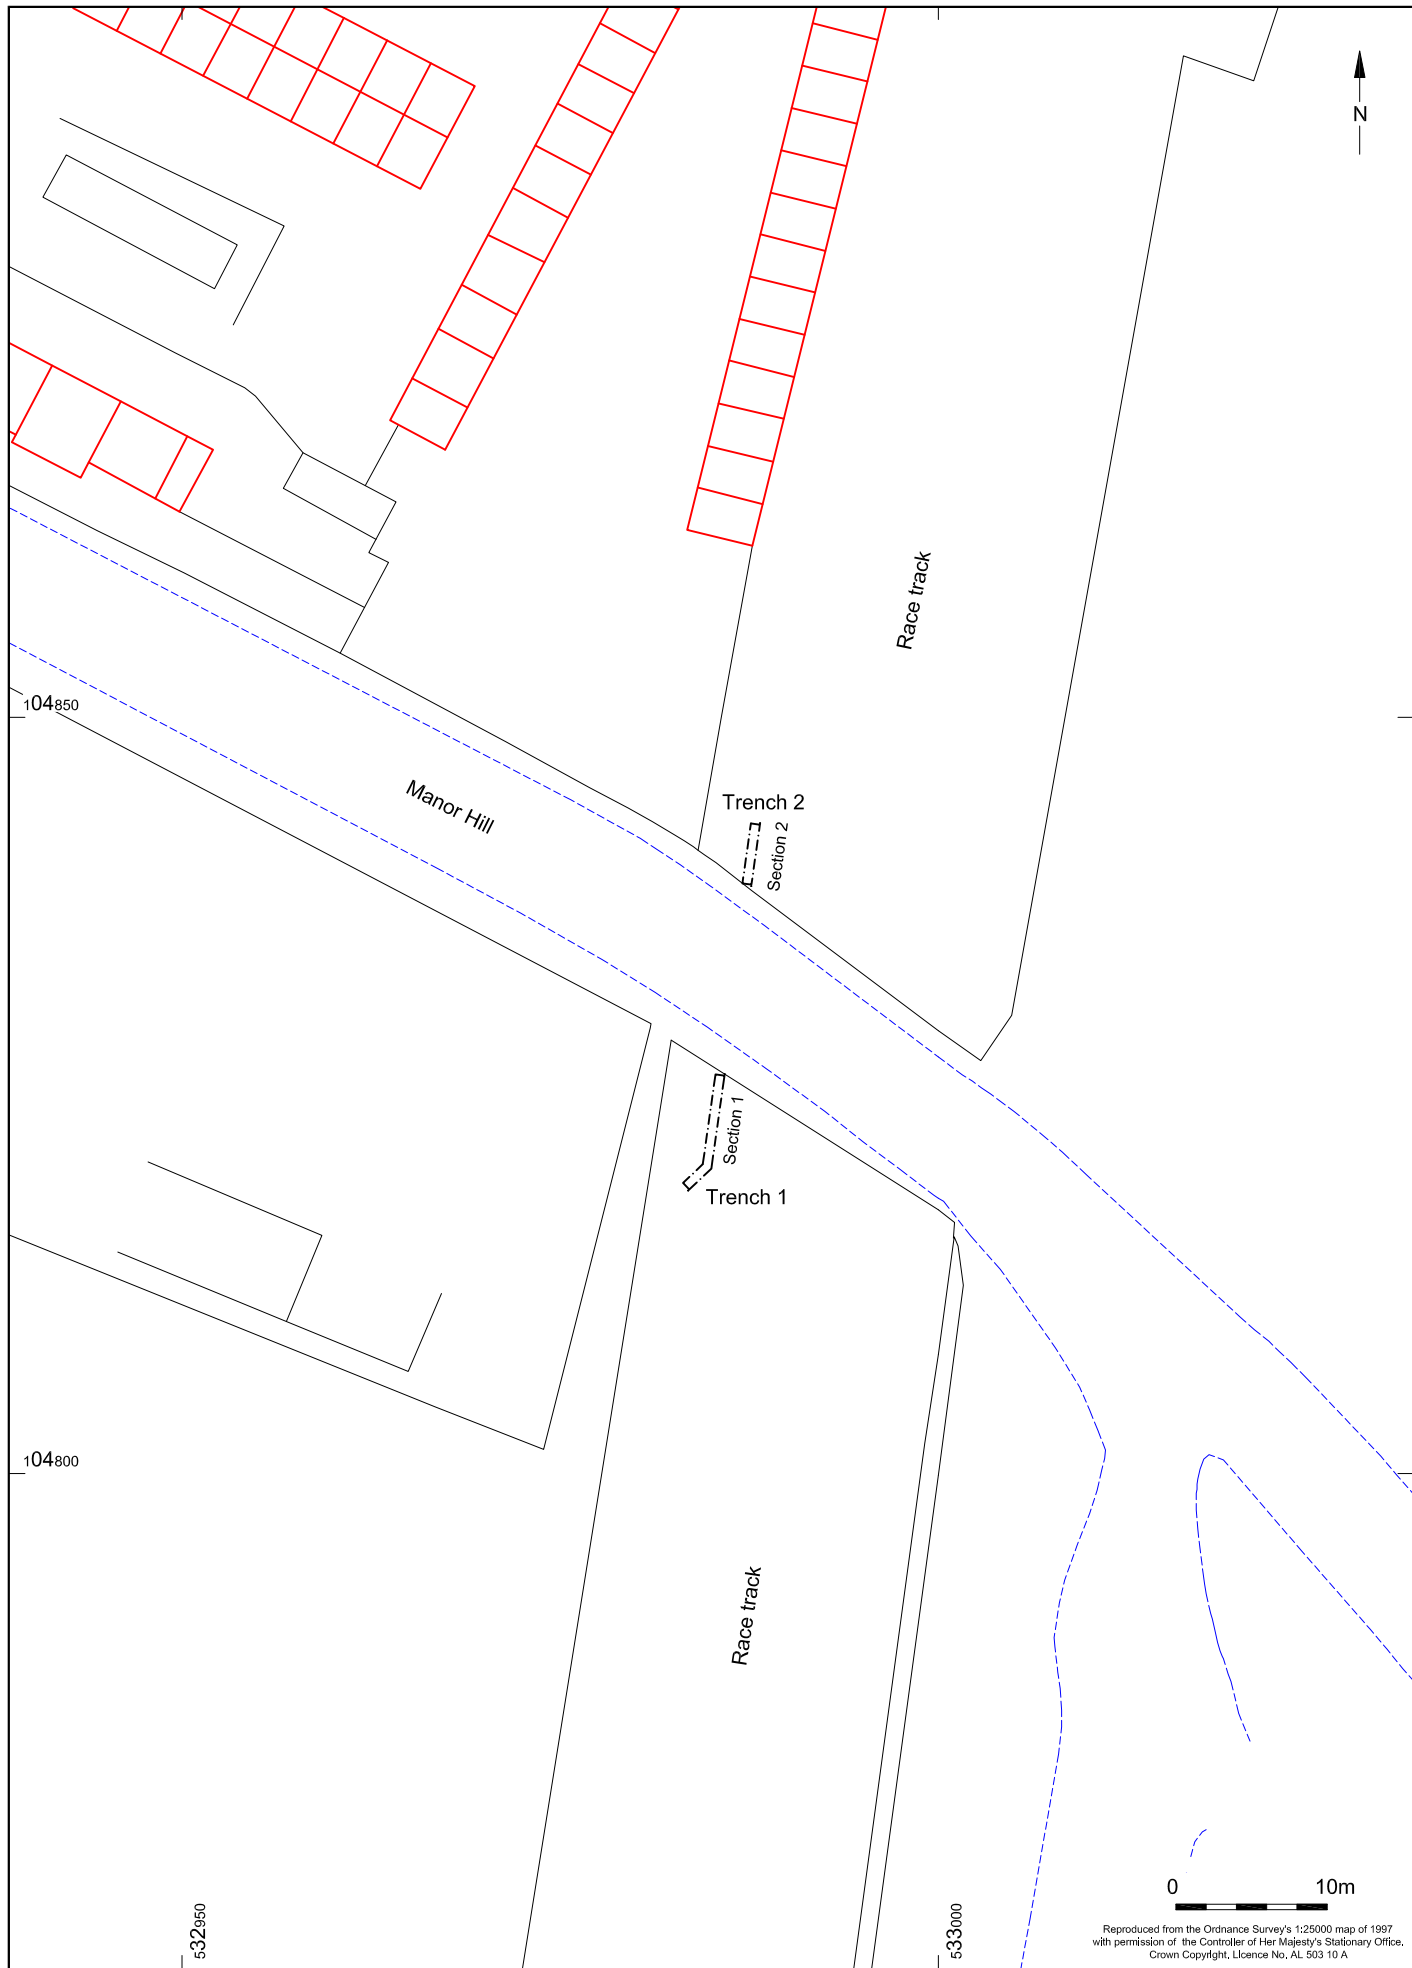 N
Race track
104850
Manor Hill
Trench 2
Section 2
Section 1
Trench 1
104800
Race track
532950
533000
0 10m
Reproduced from the Ordnance Survey's 1:25000 map of 1997
with permission of the Controller of Her Majesty's Stationary Office,
Crown Copyright, Licence No, AL 503 10 A